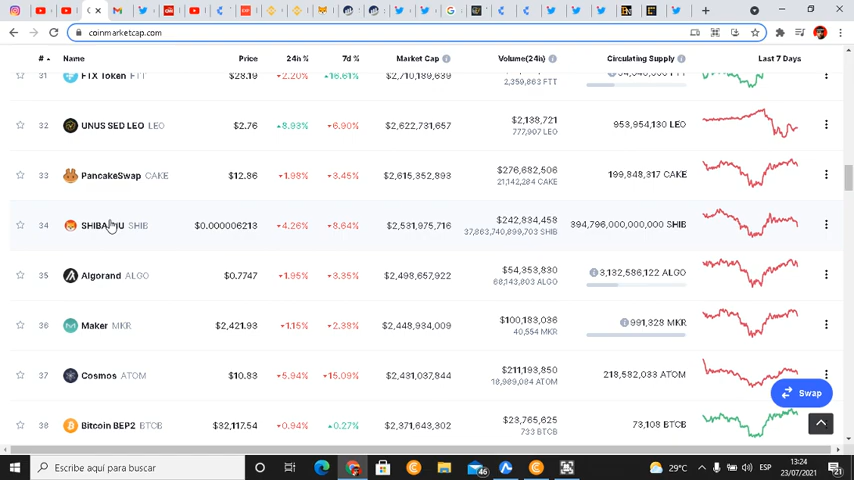 coinmarketcap.com
# Name Price 24h % 7d % Market Cap Volume(24h) Circulating Supply Last 7 Days
31 FTX Token FTT $28.19 2.20% 16.61% $2,710,189,639
2,359,863 FTT
32 UNUS SED LEO LEO $2.76 8.93% 6.90% $2,622,731,657 $2,138,721 953,954,130 LEO
777,907 LEO
33 PancakeSwap CAKE $12.86 1.98% 3.45% $2,615,352,893 $276,682,506 199,848,317 CAKE
21,142,284 CAKE
34 SHIBA INU SHIB $0.000006213 4.26% 8.64% $2,531,975,716 $242,834,458 394,796,000,000,000 SHIB
37,863,740,899,703 SHIB
35 Algorand ALGO $0.7747 1.95% 3.35% $2,498,657,922 $54,353,830 3,132,586,122 ALGO
68,143,803 ALGO
36 Maker MKR $2,421.93 1.15% 2.38% $2,448,934,009 $100,183,036 991,328 MKR
40,554 MKR
37 Cosmos ATOM $10.83 5.94% 15.09% $2,431,037,844 $211,193,850 218,582,033 ATOM
Swap
38 Bitcoin BEP2 BTCB $32,117.54 0.94% 0.27% $2,371,643,302 $23,765,625 73,108 BTCB
733 BTCB
Escribe aquí para buscar
46
29°C
ESP
13:24
23/07/2021
21